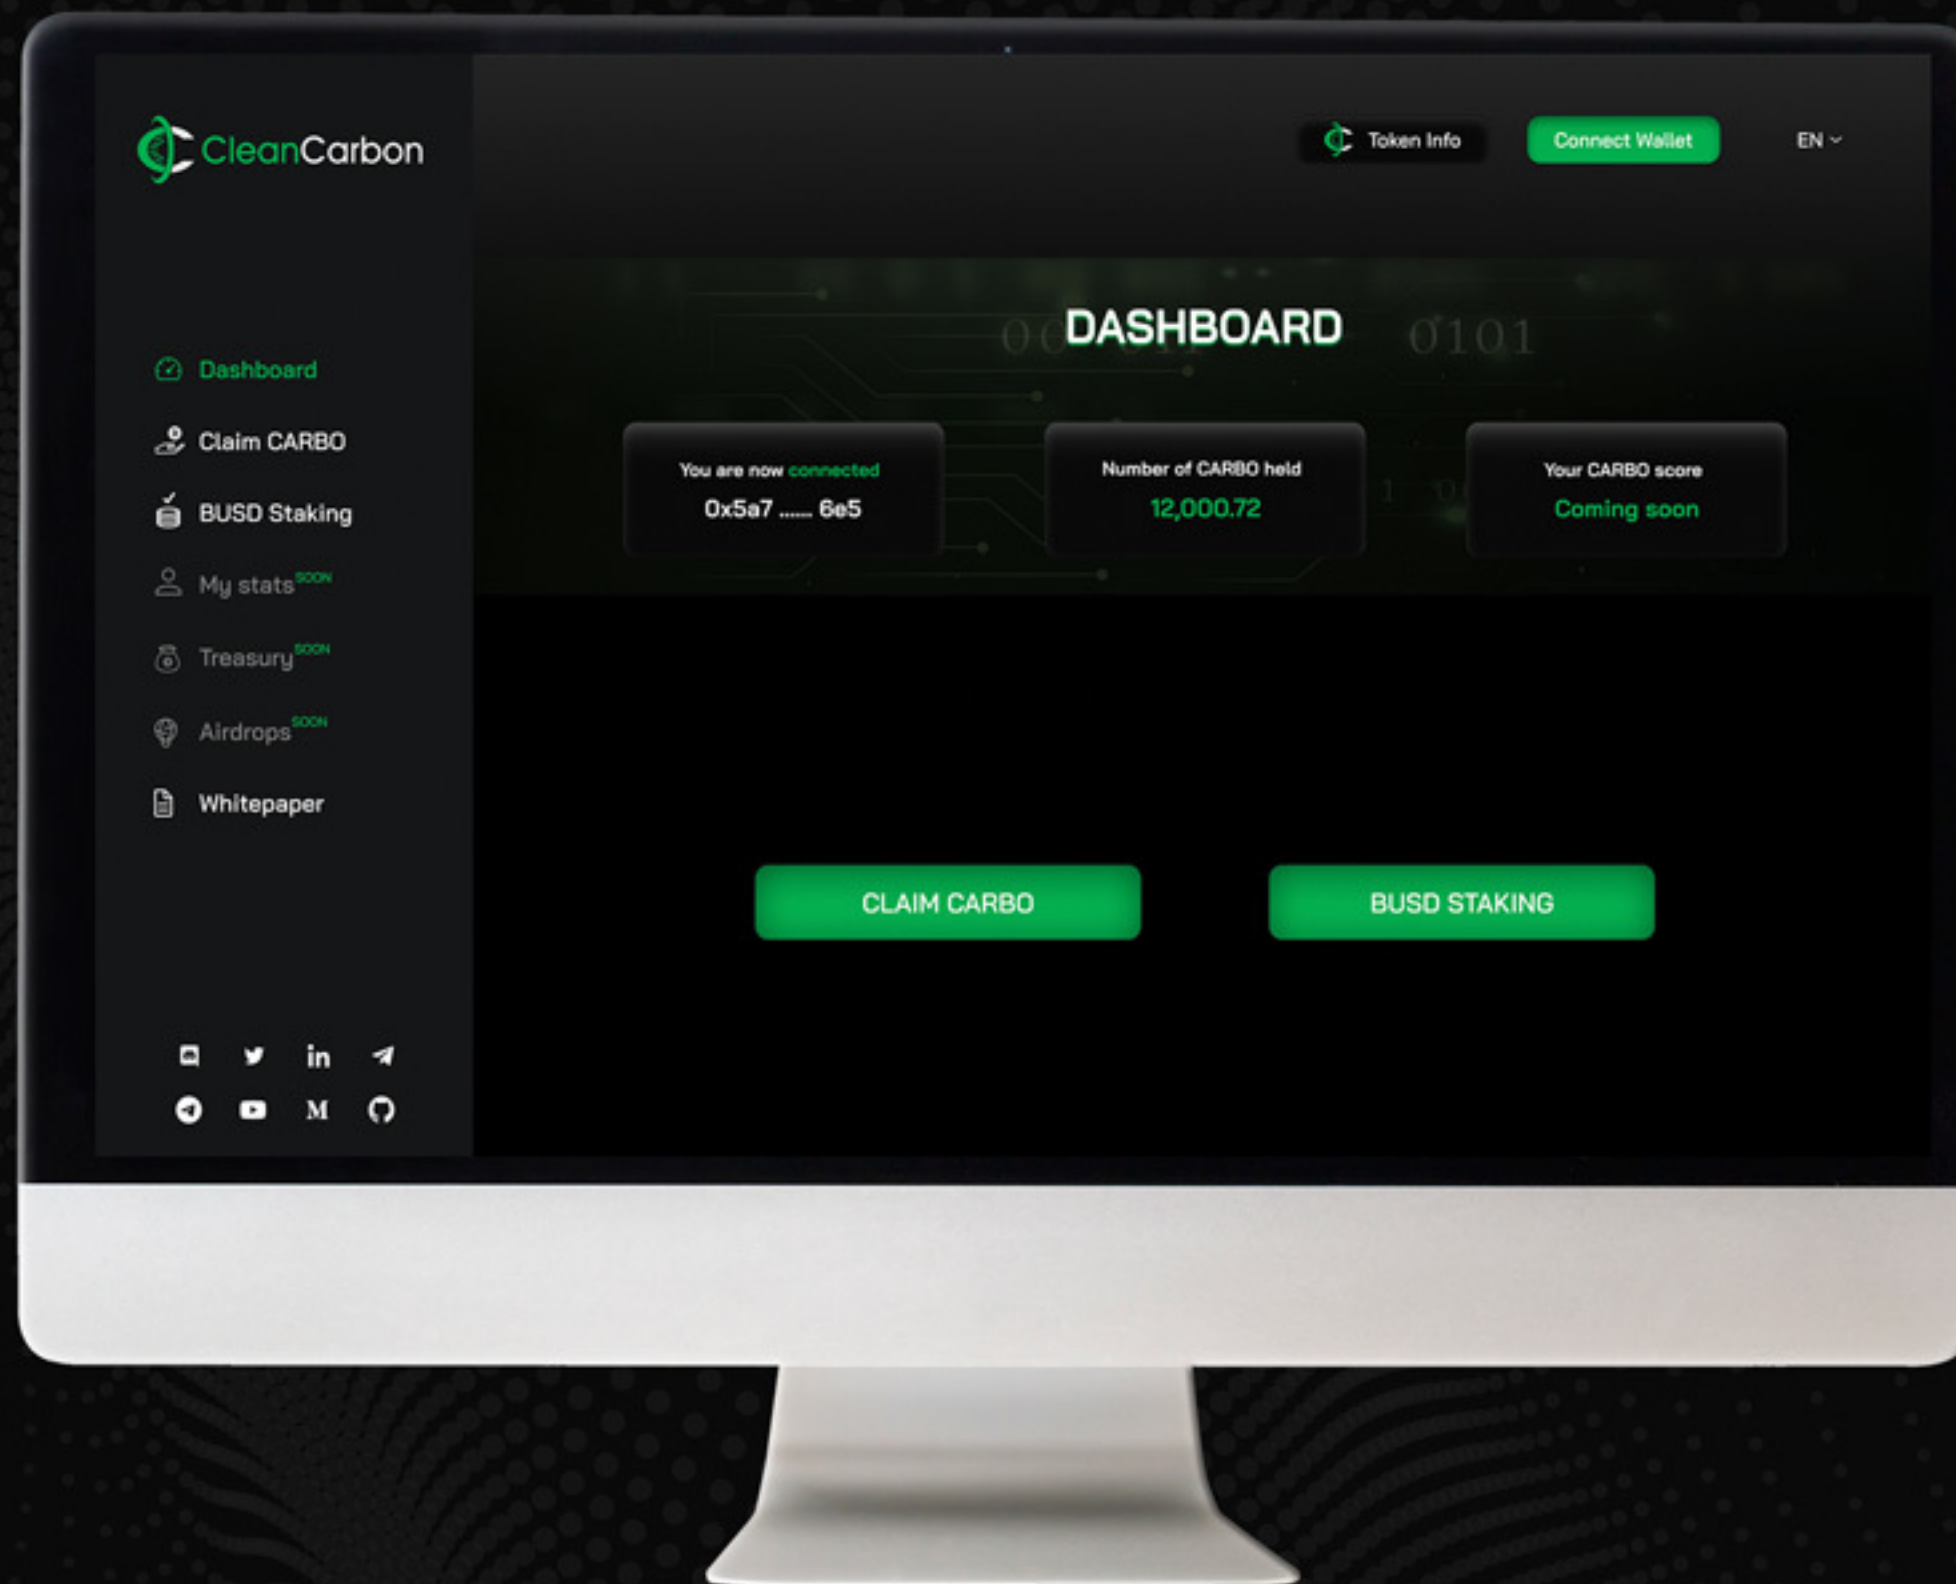 CleanCarbon
Token Info
Connect Wallet
EN
Dashboard
Claim CARBO
BUSD Staking
My stats SOON
Treasury SOON
Airdrops SOON
Whitepaper
DASHBOARD
0101
You are now connected
0x5a7 ...... 6e5
Number of CARBO held
12,000.72
Your CARBO score
Coming soon
CLAIM CARBO
BUSD STAKING
in
M